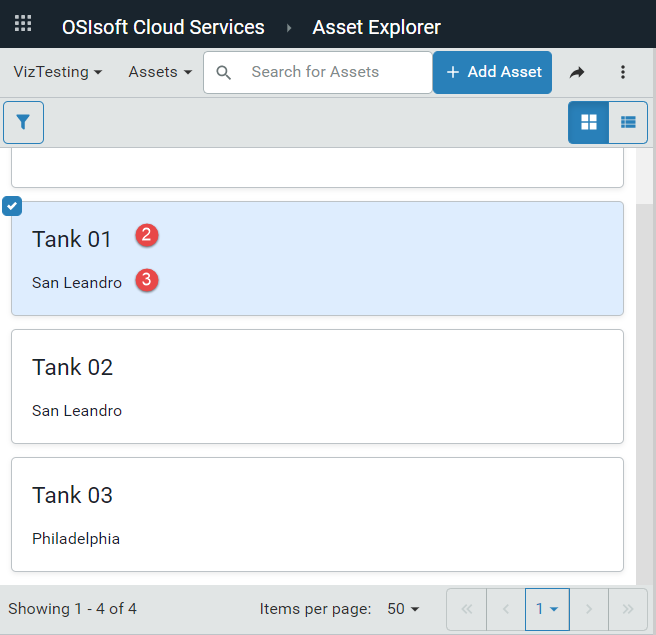 OSIsoft Cloud Services › Asset Explorer
VizTesting Assets Search for Assets + Add Asset
Tank 01 2
San Leandro 3
Tank 02
San Leandro
Tank 03
Philadelphia
Showing 1 - 4 of 4 Items per page: 50 « ‹ 1 › »